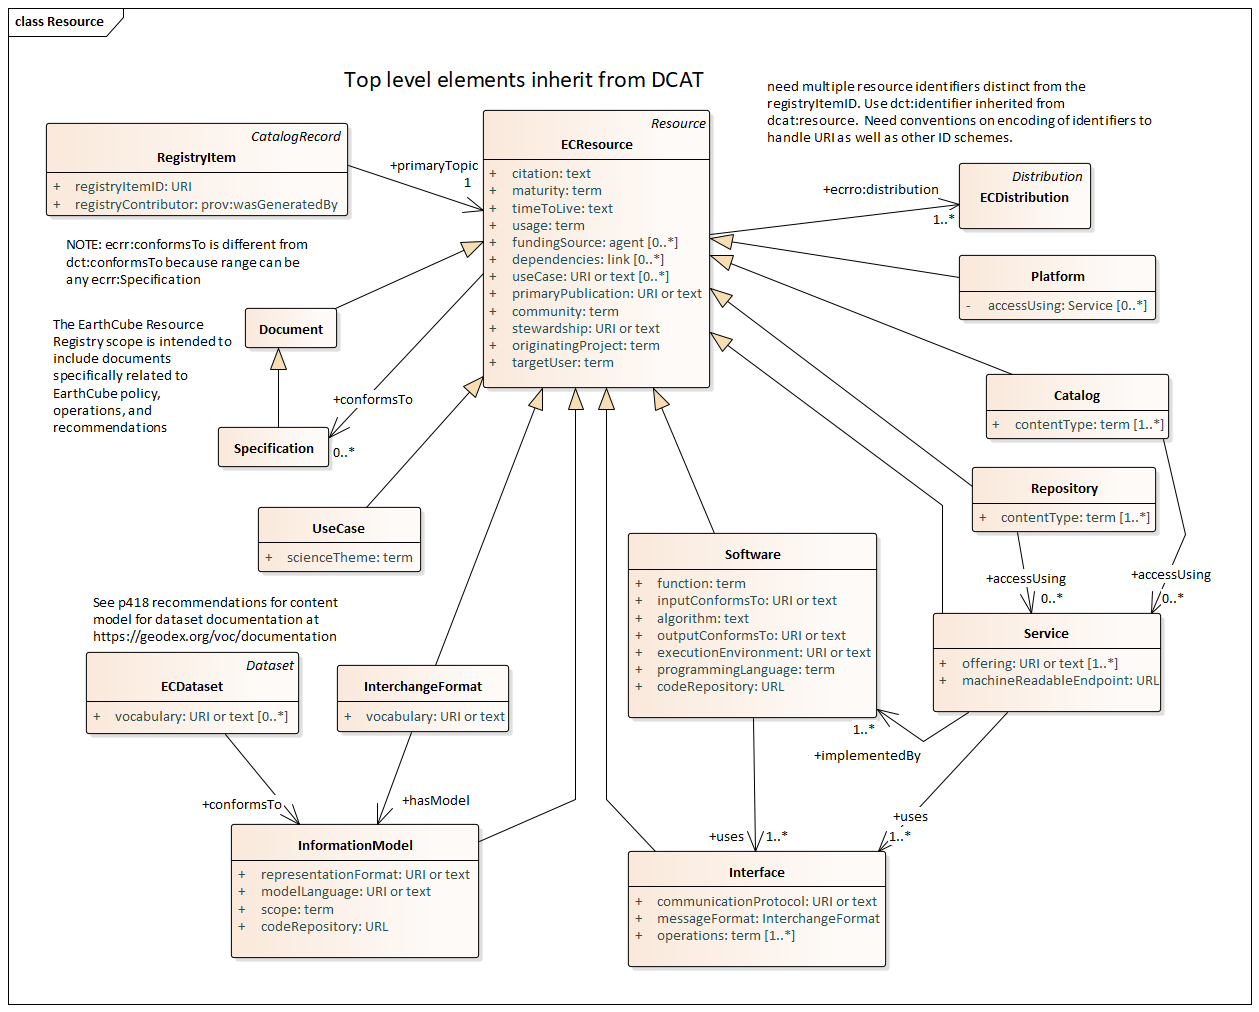 class Resource
Top level elements inherit from DCAT
need multiple resource identifiers distinct from the
registryItemID. Use dct:identifier inherited from
dcat:resource.  Need conventions on encoding of identifiers to
handle URI as well as other ID schemes.
CatalogRecord
RegistryItem
+ registryItemID: URI
+ registryContributor: prov:wasGeneratedBy
+primaryTopic
1
Resource
ECResource
+ citation: text
+ maturity: term
+ timeToLive: text
+ usage: term
+ fundingSource: agent [0..*]
+ dependencies: link [0..*]
+ useCase: URI or text [0..*]
+ primaryPublication: URI or text
+ community: term
+ stewardship: URI or text
+ originatingProject: term
+ targetUser: term
+ecrro:distribution
1..*
Distribution
ECDistribution
Platform
- accessUsing: Service [0..*]
NOTE: ecrr:conformsTo is different from
dct:conformsTo because range can be
any ecrr:Specification
Document
The EarthCube Resource
Registry scope is intended to
include documents
specifically related to
EarthCube policy,
operations, and
recommendations
+conformsTo
0..*
Specification
Catalog
+ contentType: term [1..*]
Repository
+ contentType: term [1..*]
+accessUsing
0..*
+accessUsing
0..*
UseCase
+ scienceTheme: term
Software
+ function: term
+ inputConformsTo: URI or text
+ algorithm: text
+ outputConformsTo: URI or text
+ executionEnvironment: URI or text
+ programmingLanguage: term
+ codeRepository: URL
Service
+ offering: URI or text [1..*]
+ machineReadableEndpoint: URL
See p418 recommendations for content
model for dataset documentation at
https://geodex.org/voc/documentation
Dataset
ECDataset
+ vocabulary: URI or text [0..*]
InterchangeFormat
+ vocabulary: URI or text
1..*
+implementedBy
+conformsTo
+hasModel
+uses
1..*
+uses
1..*
InformationModel
+ representationFormat: URI or text
+ modelLanguage: URI or text
+ scope: term
+ codeRepository: URL
Interface
+ communicationProtocol: URI or text
+ messageFormat: InterchangeFormat
+ operations: term [1..*]